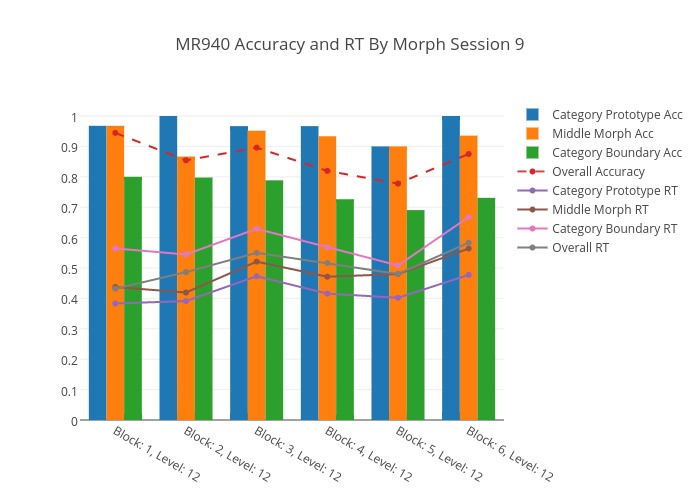 MR940 Accuracy and RT By Morph Session 9
1
0.9
0.8
0.7
0.6
0.5
0.4
0.3
0.2
0.1
0
Block: 1, Level: 12
Block: 2, Level: 12
Block: 3, Level: 12
Block: 4, Level: 12
Block: 5, Level: 12
Block: 6, Level: 12
Category Prototype Acc
Middle Morph Acc
Category Boundary Acc
Overall Accuracy
Category Prototype RT
Middle Morph RT
Category Boundary RT
Overall RT